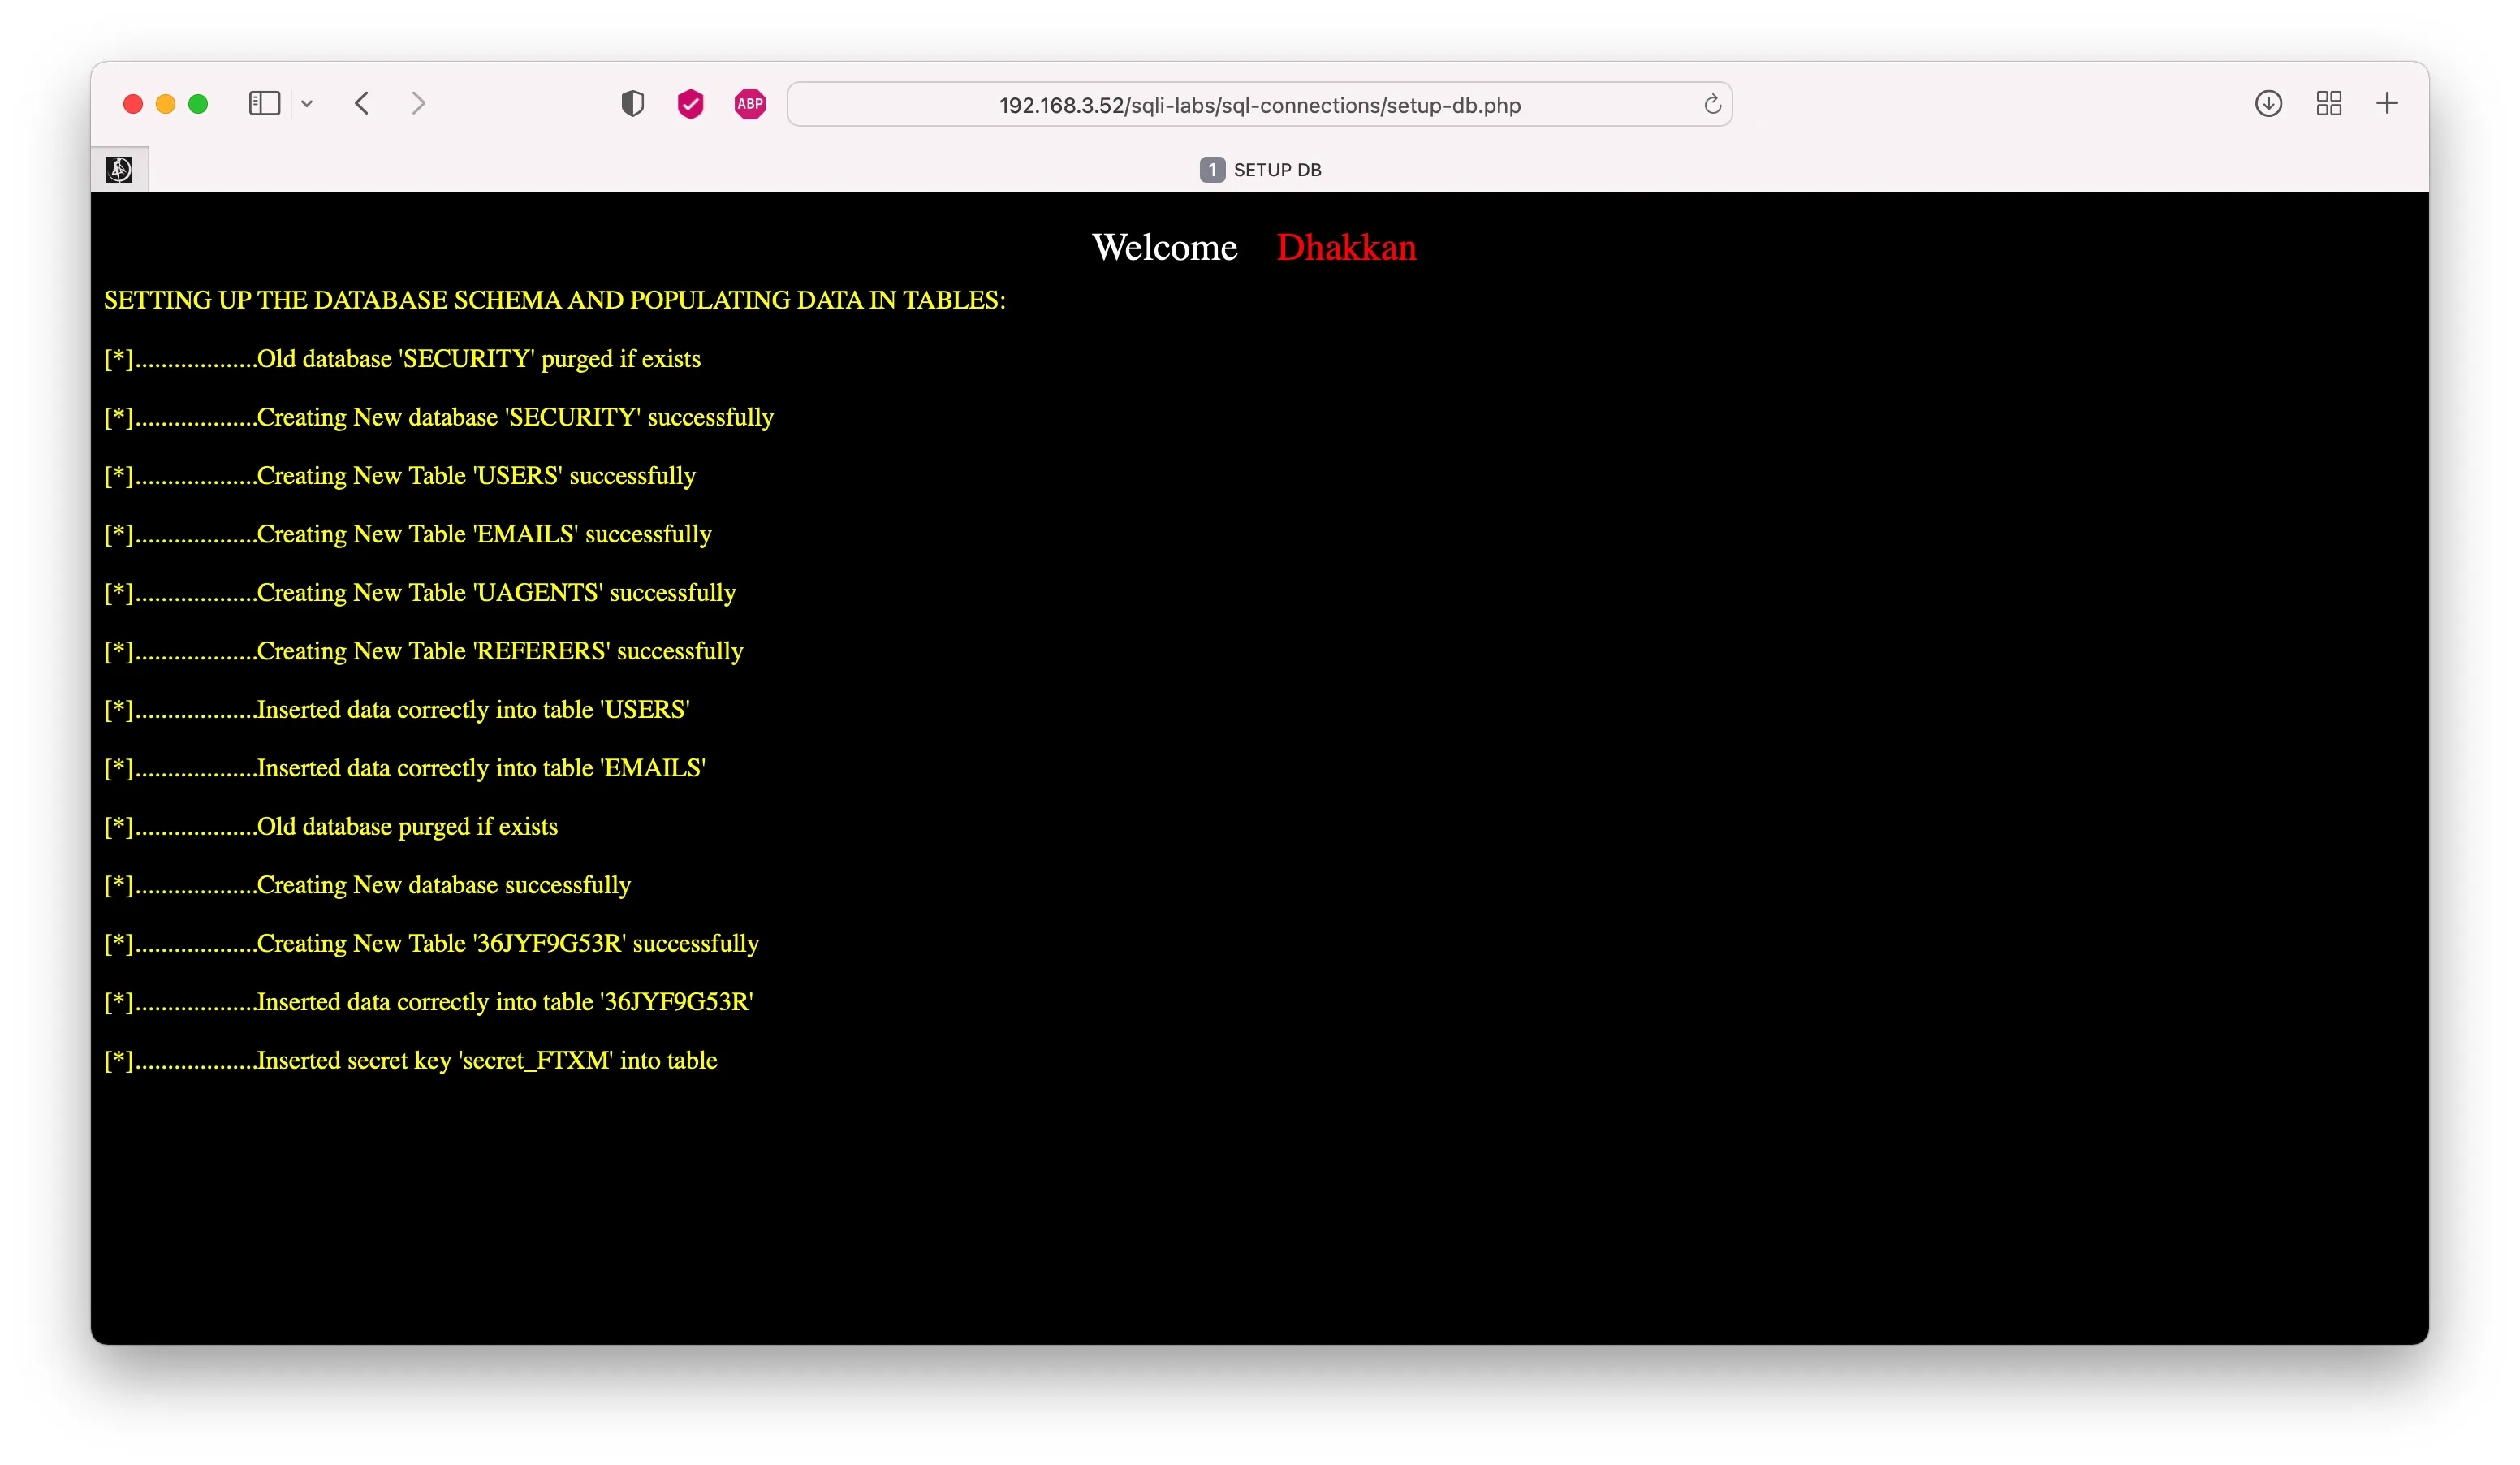 ABP
192.168.3.52/sqli-labs/sql-connections/setup-db.php
1 SETUP DB
Welcome Dhakkan
SETTING UP THE DATABASE SCHEMA AND POPULATING DATA IN TABLES:
[*]...................Old database 'SECURITY' purged if exists
[*]...................Creating New database 'SECURITY' successfully
[*]...................Creating New Table 'USERS' successfully
[*]...................Creating New Table 'EMAILS' successfully
[*]...................Creating New Table 'UAGENTS' successfully
[*]...................Creating New Table 'REFERERS' successfully
[*]...................Inserted data correctly into table 'USERS'
[*]...................Inserted data correctly into table 'EMAILS'
[*]...................Old database purged if exists
[*]...................Creating New database successfully
[*]...................Creating New Table '36JYF9G53R' successfully
[*]...................Inserted data correctly into table '36JYF9G53R'
[*]...................Inserted secret key 'secret_FTXM' into table